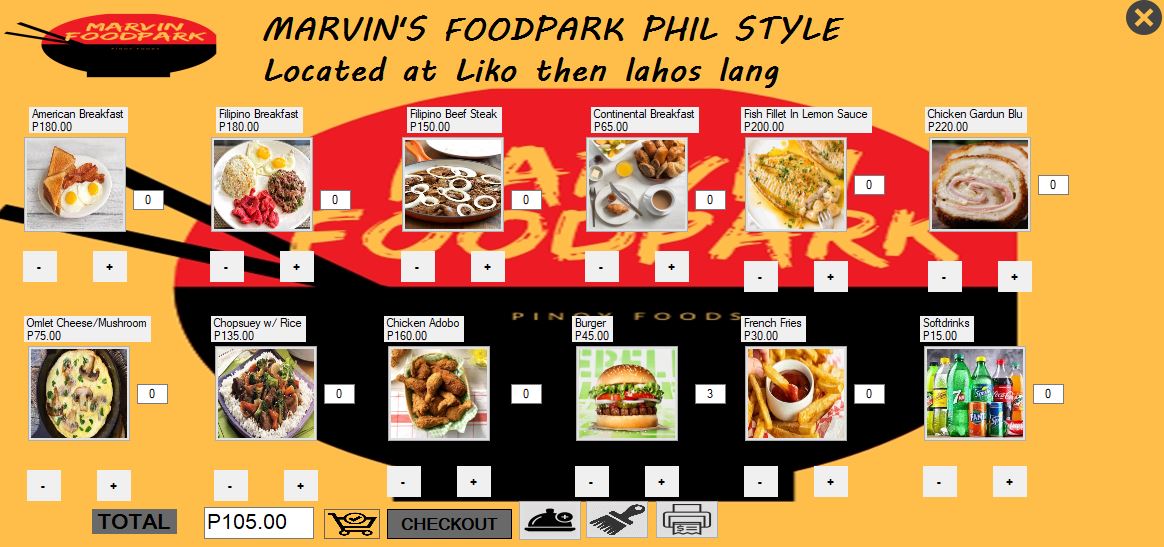 MARVIN
FOODPARK
PINOY FOODS
MARVIN'S FOODPARK PHIL STYLE
Located at Liko then lahos lang
American Breakfast
P180.00
Filipino Breakfast
P180.00
Filipino Beef Steak
P150.00
Continental Breakfast
P65.00
Fish Fillet In Lemon Sauce
P200.00
Chicken Gardun Blu
P220.00
0
0
0
0
0
0
FOODPARK
- +
- +
- +
- +
- +
- +
PINOY FOODS
Omlet Cheese/Mushroom
P75.00
Chopsuey w/ Rice
P135.00
Chicken Adobo
P160.00
Burger
P45.00
French Fries
P30.00
Softdrinks
P15.00
0
0
0
3
0
0
- +
- +
- +
- +
- +
- +
TOTAL
P105.00
CHECKOUT